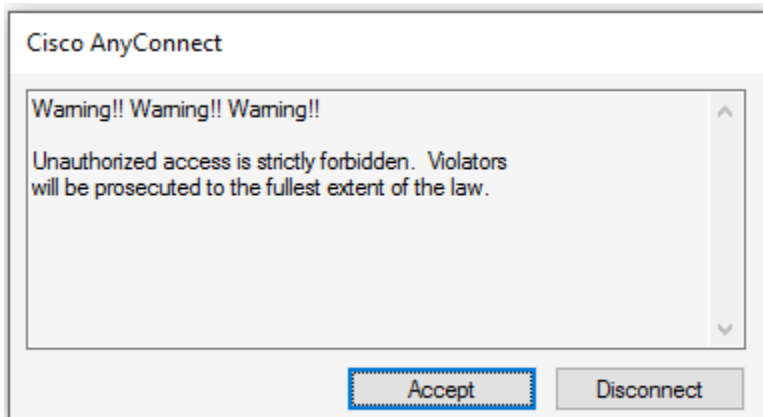 Cisco AnyConnect
Warning!! Warning!! Warning!!
Unauthorized access is strictly forbidden.  Violators
will be prosecuted to the fullest extent of the law.
Accept
Disconnect